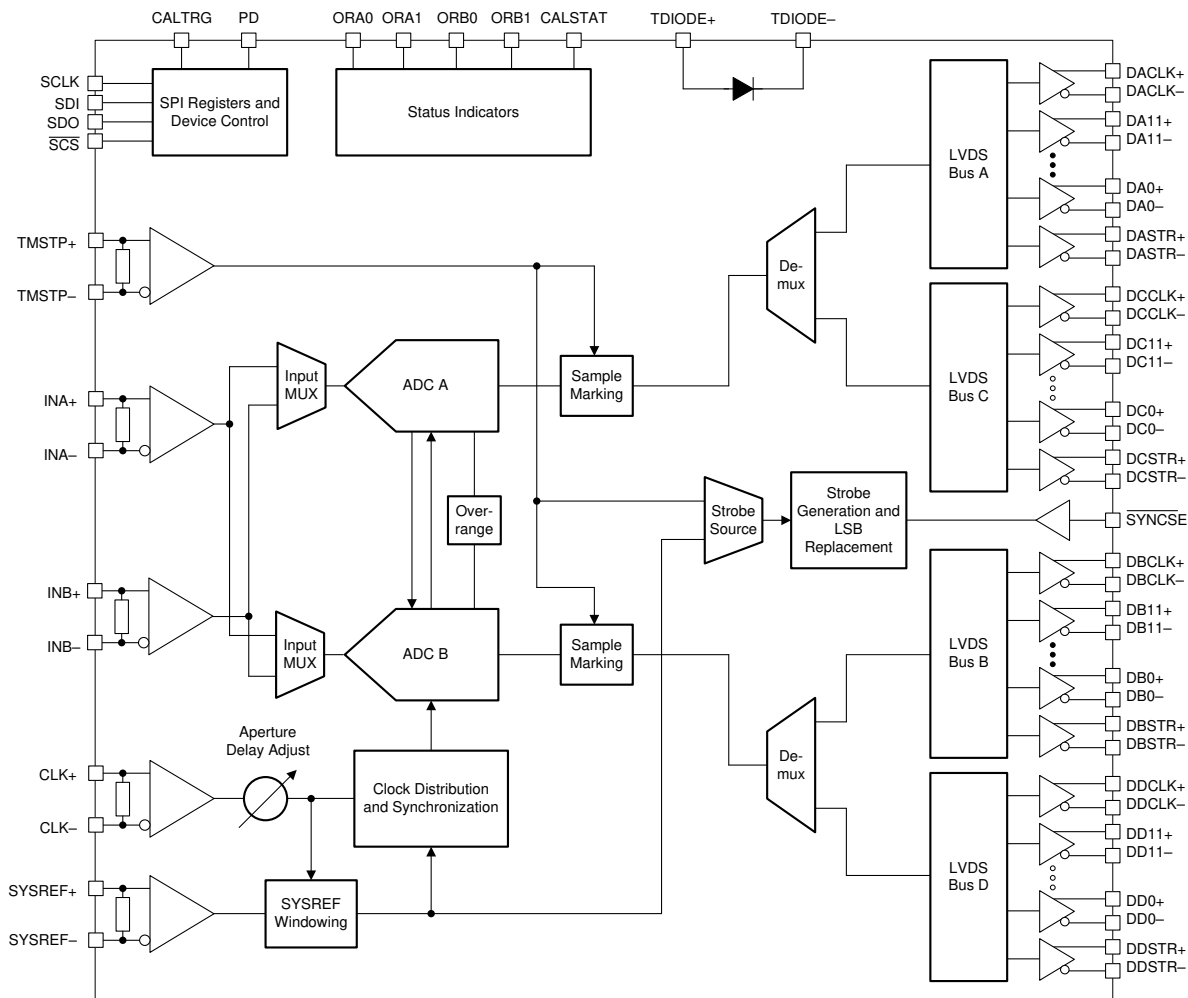 CALTRG PD ORA0 ORA1 ORB0 ORB1 CALSTAT TDIODE+ TDIODE–
SCLK
SDI
SDO
SCS
SPI Registers and
Device Control
Status Indicators
LVDS
Bus A
DACLK+
DACLK–
DA11+
DA11–
DA0+
DA0–
DASTR+
DASTR–
TMSTP+
TMSTP–
De-
mux
LVDS
Bus C
DCCLK+
DCCLK–
DC11+
DC11–
DC0+
DC0–
DCSTR+
DCSTR–
INA+
INA–
Input
MUX
ADC A
Sample
Marking
Over-
range
Strobe
Source
Strobe
Generation and
LSB
Replacement
SYNCSE
INB+
INB–
Input
MUX
ADC B
Sample
Marking
LVDS
Bus B
DBCLK+
DBCLK–
DB11+
DB11–
DB0+
DB0–
DBSTR+
DBSTR–
Aperture
Delay Adjust
CLK+
CLK–
Clock Distribution
and Synchronization
De-
mux
LVDS
Bus D
DDCLK+
DDCLK–
DD11+
DD11–
DD0+
DD0–
DDSTR+
DDSTR–
SYSREF+
SYSREF–
SYSREF
Windowing